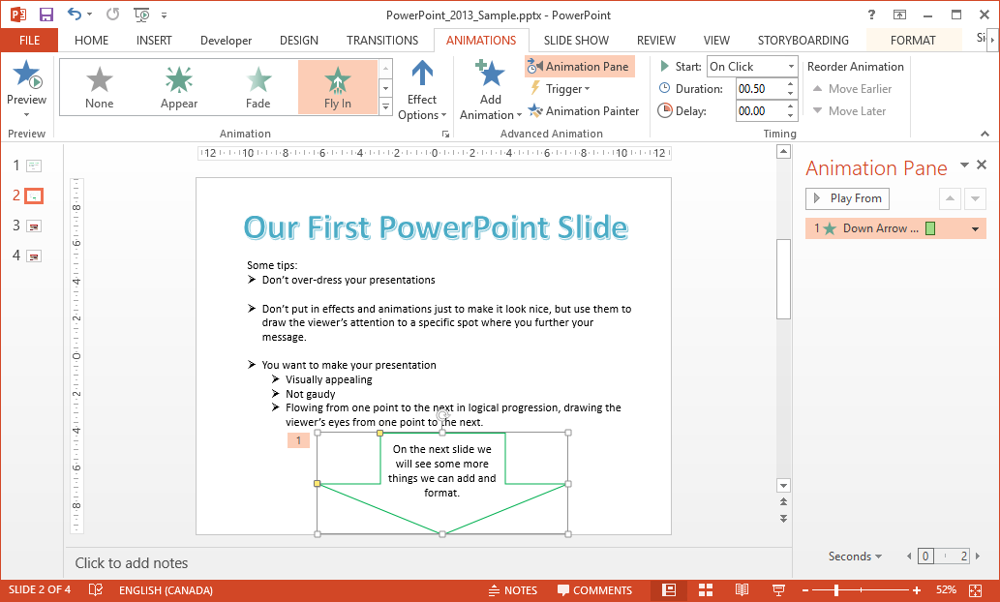 PowerPoint_2013_Sample.pptx - PowerPoint
FILE HOME INSERT Developer DESIGN TRANSITIONS ANIMATIONS SLIDE SHOW REVIEW VIEW STORYBOARDING FORMAT
Preview
None Appear Fade Fly In
Effect
Options
Add
Animation
Animation Pane
Trigger
Animation Painter
Start: On Click
Duration: 00.50
Delay: 00.00
Reorder Animation
Move Earlier
Move Later
Preview Animation Advanced Animation Timing
12 10 8 6 4 2 0 2 4 6 8 10 12
8 6 4 2 0 2 4 6 8
1
2
3
4
Our First PowerPoint Slide
Some tips:
Don’t over-dress your presentations
Don’t put in effects and animations just to make it look nice, but use them to
draw the viewer’s attention to a specific spot where you further your
message.
You want to make your presentation
Visually appealing
Not gaudy
Flowing from one point to the next in logical progression, drawing the
viewer’s eyes from one point to the next.
1
On the next slide we
will see some more
things we can add and
format.
Click to add notes
Animation Pane
Play From
1 Down Arrow ...
Seconds 0 2
SLIDE 2 OF 4 ENGLISH (CANADA) NOTES COMMENTS 52%